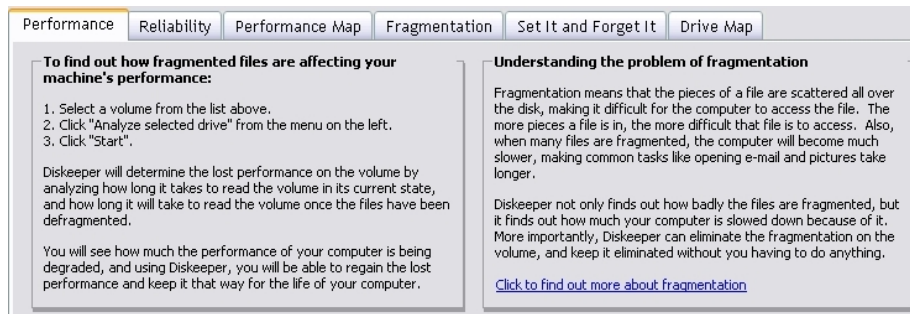 Performance
Reliability
Performance Map
Fragmentation
Set It and Forget It
Drive Map
To find out how fragmented files are affecting your
machine's performance:
1. Select a volume from the list above.
2. Click "Analyze selected drive" from the menu on the left.
3. Click "Start".
Diskeeper will determine the lost performance on the volume by
analyzing how long it takes to read the volume in its current state,
and how long it will take to read the volume once the files have been
defragmented.
You will see how much the performance of your computer is being
degraded, and using Diskeeper, you will be able to regain the lost
performance and keep it that way for the life of your computer.
Understanding the problem of fragmentation
Fragmentation means that the pieces of a file are scattered all over
the disk, making it difficult for the computer to access the file. The
more pieces a file is in, the more difficult that file is to access. Also,
when many files are fragmented, the computer will become much
slower, making common tasks like opening e-mail and pictures take
longer.
Diskeeper not only finds out how badly the files are fragmented, but
it finds out how much your computer is slowed down because of it.
More importantly, Diskeeper can eliminate the fragmentation on the
volume, and keep it eliminated without you having to do anything.
Click to find out more about fragmentation